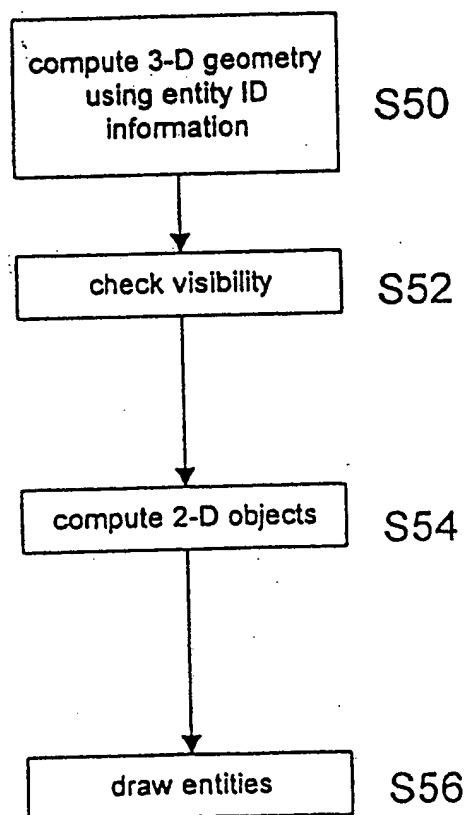 compute 3-D geometry
using entity ID
information
S50
check visibility
S52
compute 2-D objects
S54
draw entities
S56